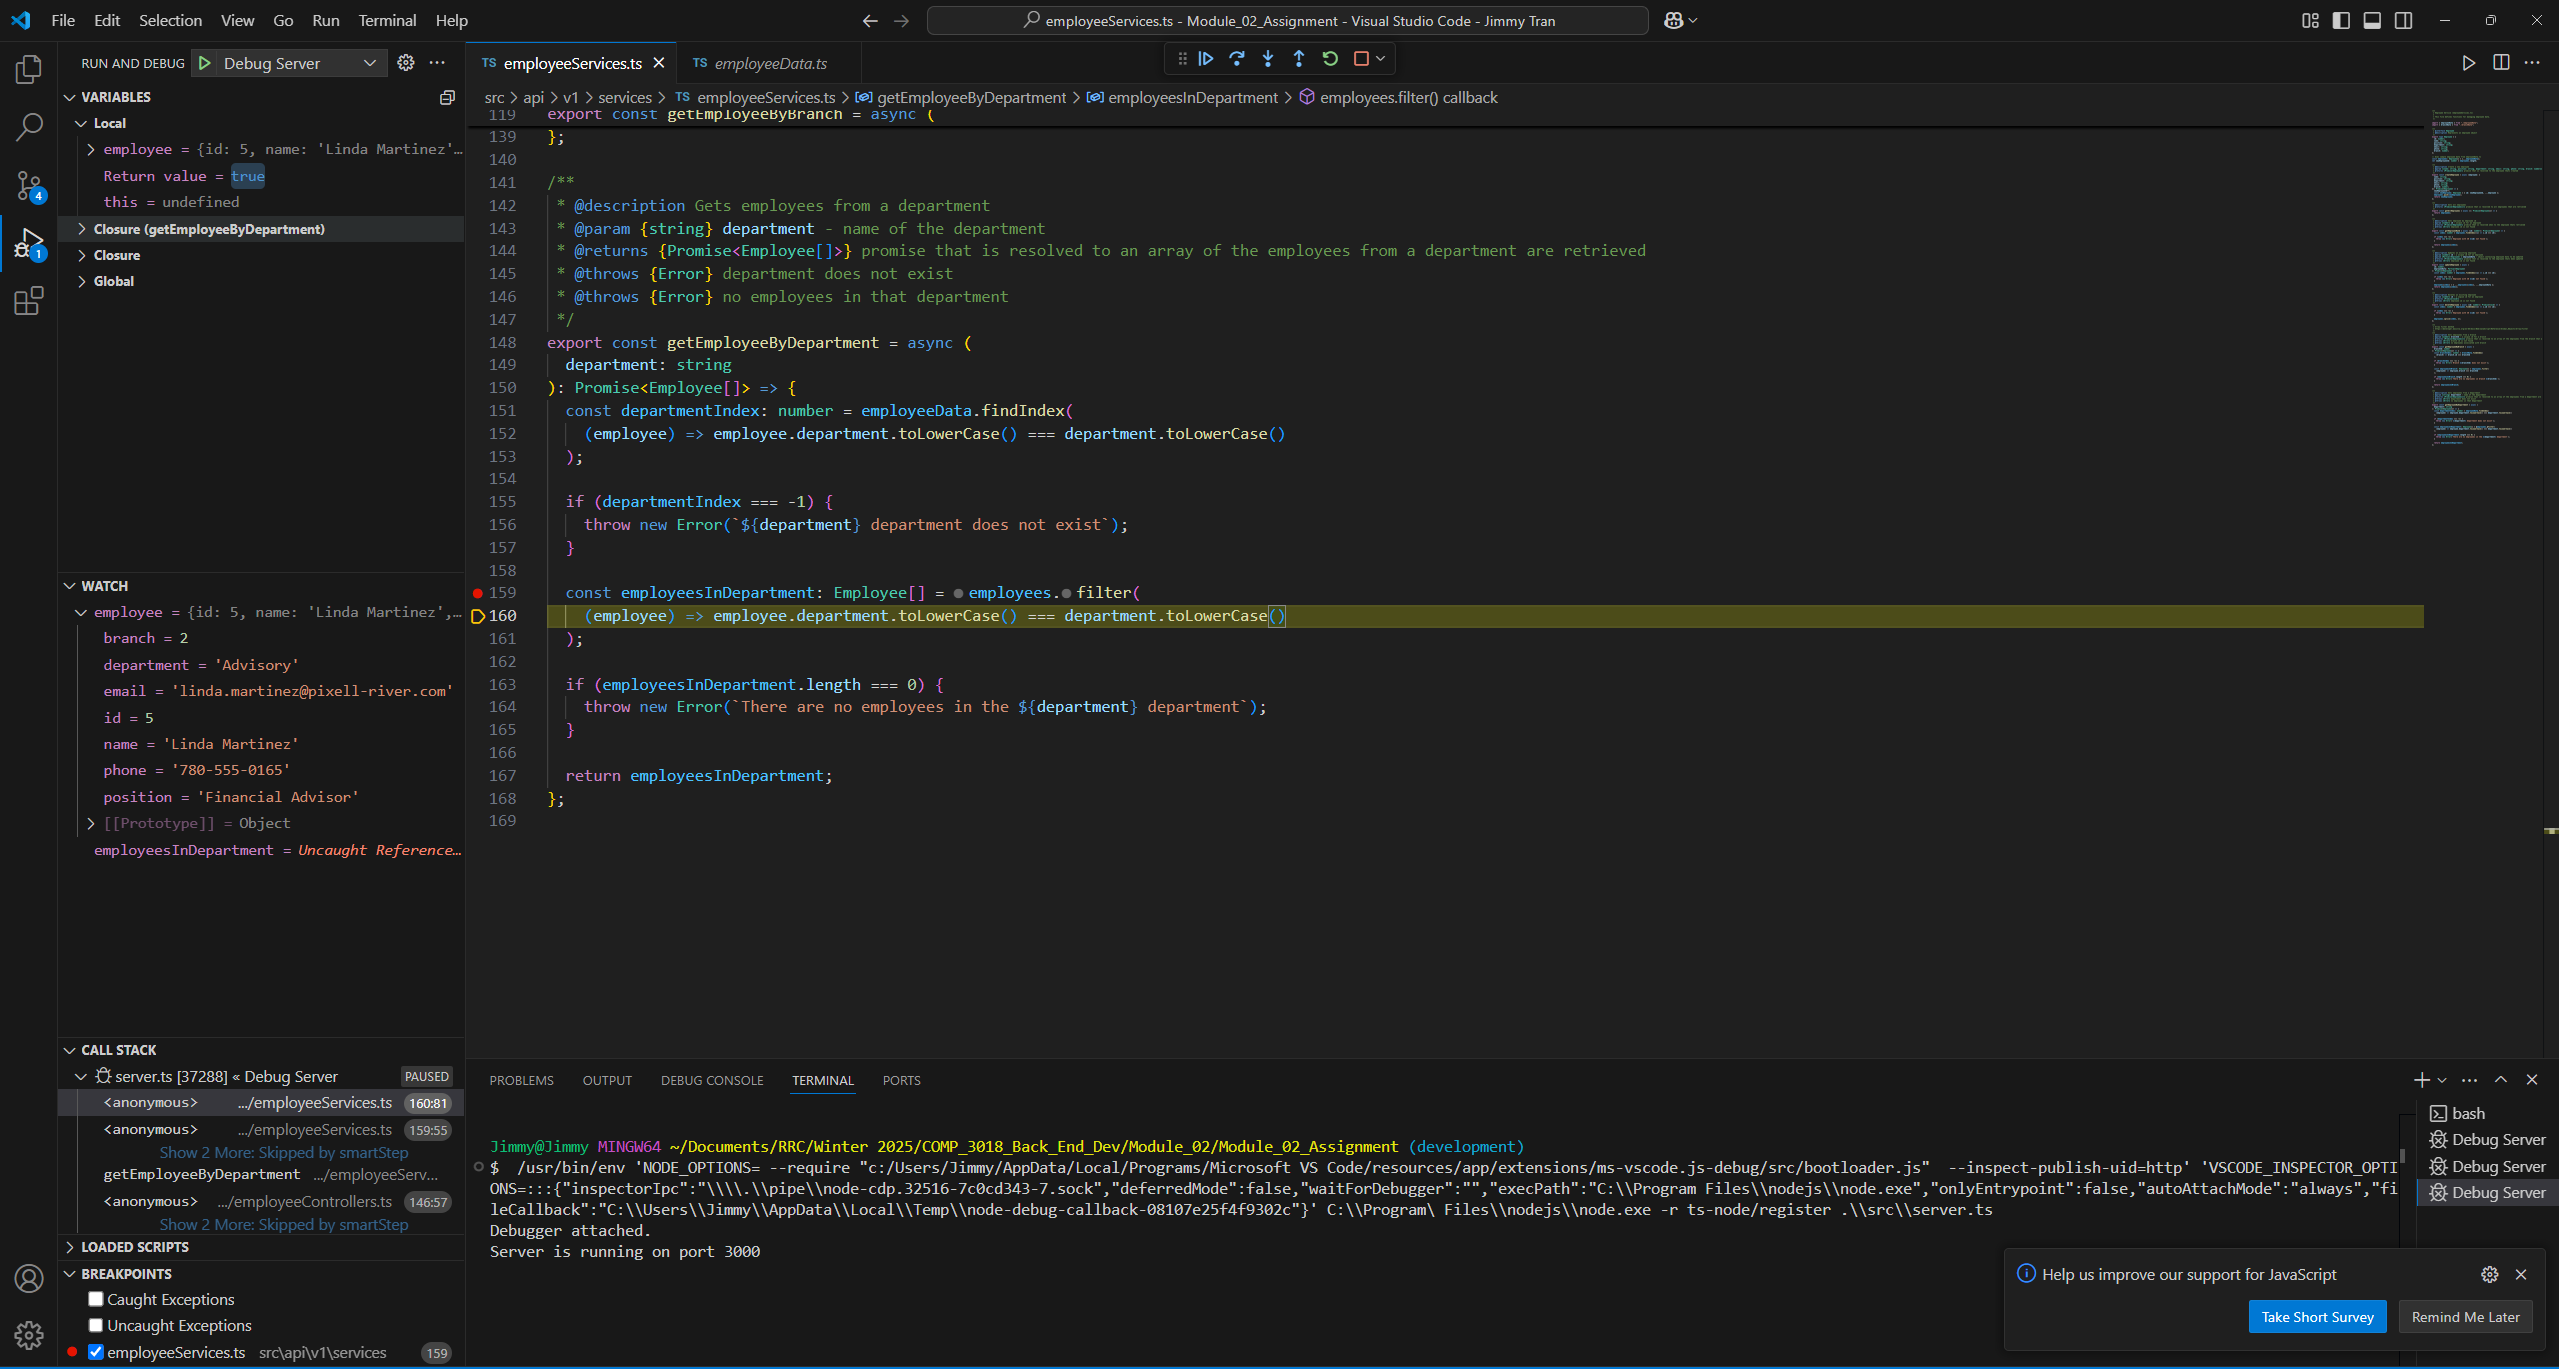 File Edit Selection View Go Run Terminal Help
employeeServices.ts - Module_02_Assignment - Visual Studio Code - Jimmy Tran
RUN AND DEBUG Debug Server
VARIABLES
Local
employee = {id: 5, name: 'Linda Martinez'…
Return value = true
this = undefined
Closure (getEmployeeByDepartment)
Closure
Global
WATCH
employee = {id: 5, name: 'Linda Martinez',…
branch = 2
department = 'Advisory'
email = 'linda.martinez@pixell-river.com'
id = 5
name = 'Linda Martinez'
phone = '780-555-0165'
position = 'Financial Advisor'
[[Prototype]] = Object
employeesInDepartment = Uncaught Reference…
CALL STACK
server.ts [37288] « Debug Server PAUSED
<anonymous> .../employeeServices.ts 160:81
<anonymous> .../employeeServices.ts 159:55
Show 2 More: Skipped by smartStep
getEmployeeByDepartment .../employeeServ...
<anonymous> .../employeeControllers.ts 146:57
Show 2 More: Skipped by smartStep
LOADED SCRIPTS
BREAKPOINTS
Caught Exceptions
Uncaught Exceptions
employeeServices.ts src\api\v1\services 159
4
1
TS employeeServices.ts
TS employeeData.ts
src > api > v1 > services > TS employeeServices.ts > getEmployeeByDepartment > employeesInDepartment > employees.filter() callback
119 export const getEmployeeByBranch = async (
139 };
140
141 /**
142 * @description Gets employees from a department
143 * @param {string} department - name of the department
144 * @returns {Promise<Employee[]>} promise that is resolved to an array of the employees from a department are retrieved
145 * @throws {Error} department does not exist
146 * @throws {Error} no employees in that department
147 */
148 export const getEmployeeByDepartment = async (
149 department: string
150 ): Promise<Employee[]> => {
151 const departmentIndex: number = employeeData.findIndex(
152 (employee) => employee.department.toLowerCase() === department.toLowerCase()
153 );
154
155 if (departmentIndex === -1) {
156 throw new Error(`${department} department does not exist`);
157 }
158
159 const employeesInDepartment: Employee[] = employees.filter(
160 (employee) => employee.department.toLowerCase() === department.toLowerCase()
161 );
162
163 if (employeesInDepartment.length === 0) {
164 throw new Error(`There are no employees in the ${department} department`);
165 }
166
167 return employeesInDepartment;
168 };
169
PROBLEMS OUTPUT DEBUG CONSOLE TERMINAL PORTS
Jimmy@Jimmy MINGW64 ~/Documents/RRC/Winter 2025/COMP_3018_Back_End_Dev/Module_02/Module_02_Assignment (development)
$ /usr/bin/env 'NODE_OPTIONS= --require "c:/Users/Jimmy/AppData/Local/Programs/Microsoft VS Code/resources/app/extensions/ms-vscode.js-debug/src/bootloader.js" --inspect-publish-uid=http' 'VSCODE_INSPECTOR_OPTI
ONS=:::{"inspectorIpc":"\\\\.\\pipe\\node-cdp.32516-7c0cd343-7.sock","deferredMode":false,"waitForDebugger":"","execPath":"C:\\Program Files\\nodejs\\node.exe","onlyEntrypoint":false,"autoAttachMode":"always","fi
leCallback":"C:\\Users\\Jimmy\\AppData\\Local\\Temp\\node-debug-callback-08107e25f4f9302c"}' C:\\Program\ Files\\nodejs\\node.exe -r ts-node/register .\\src\\server.ts
Debugger attached.
Server is running on port 3000
bash
Debug Server
Debug Server
Debug Server
Help us improve our support for JavaScript
Take Short Survey Remind Me Later